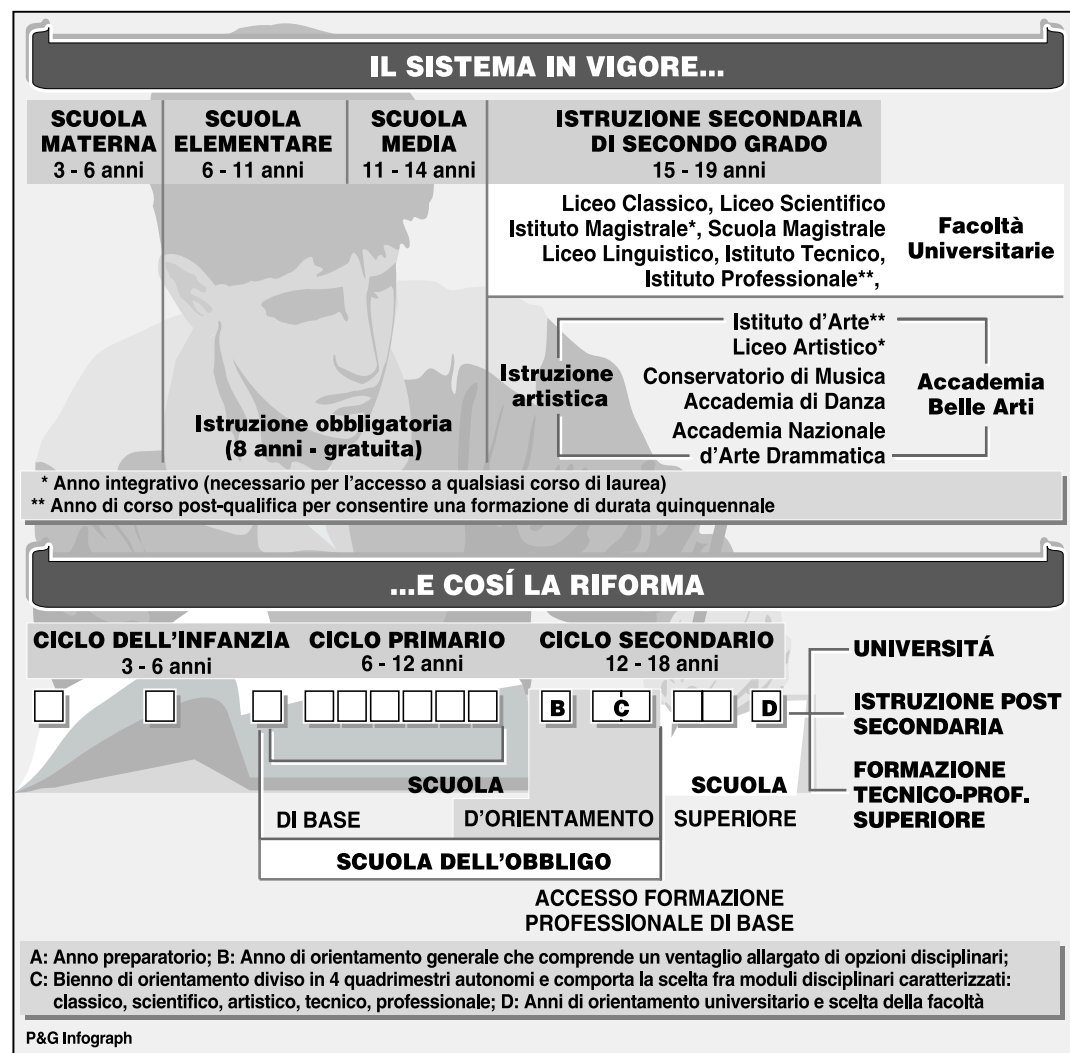 IL SISTEMA IN VIGORE...
SCUOLA
MATERNA
3 - 6 anni
SCUOLA
ELEMENTARE
6 - 11 anni
SCUOLA
MEDIA
11 - 14 anni
ISTRUZIONE SECONDARIA
DI SECONDO GRADO
15 - 19 anni
Liceo Classico, Liceo Scientifico
Istituto Magistrale*, Scuola Magistrale
Liceo Linguistico, Istituto Tecnico,
Istituto Professionale**,
Facoltà
Universitarie
Istruzione
artistica
Istituto d'Arte**
Liceo Artistico*
Conservatorio di Musica
Accademia di Danza
Accademia Nazionale
d'Arte Drammatica
Accademia
Belle Arti
Istruzione obbligatoria
(8 anni - gratuita)
* Anno integrativo (necessario per l'accesso a qualsiasi corso di laurea)
** Anno di corso post-qualifica per consentire una formazione di durata quinquennale
...E COSÍ LA RIFORMA
CICLO DELL'INFANZIA
3 - 6 anni
CICLO PRIMARIO
6 - 12 anni
CICLO SECONDARIO
12 - 18 anni
B
C
D
UNIVERSITÁ
ISTRUZIONE POST
SECONDARIA
FORMAZIONE
TECNICO-PROF.
SUPERIORE
SCUOLA
DI BASE
D'ORIENTAMENTO
SCUOLA
SUPERIORE
SCUOLA DELL'OBBLIGO
ACCESSO FORMAZIONE
PROFESSIONALE DI BASE
A: Anno preparatorio; B: Anno di orientamento generale che comprende un ventaglio allargato di opzioni disciplinari;
C: Bienno di orientamento diviso in 4 quadrimestri autonomi e comporta la scelta fra moduli disciplinari caratterizzati:
classico, scientifico, artistico, tecnico, professionale; D: Anni di orientamento universitario e scelta della facoltà
P&G Infograph